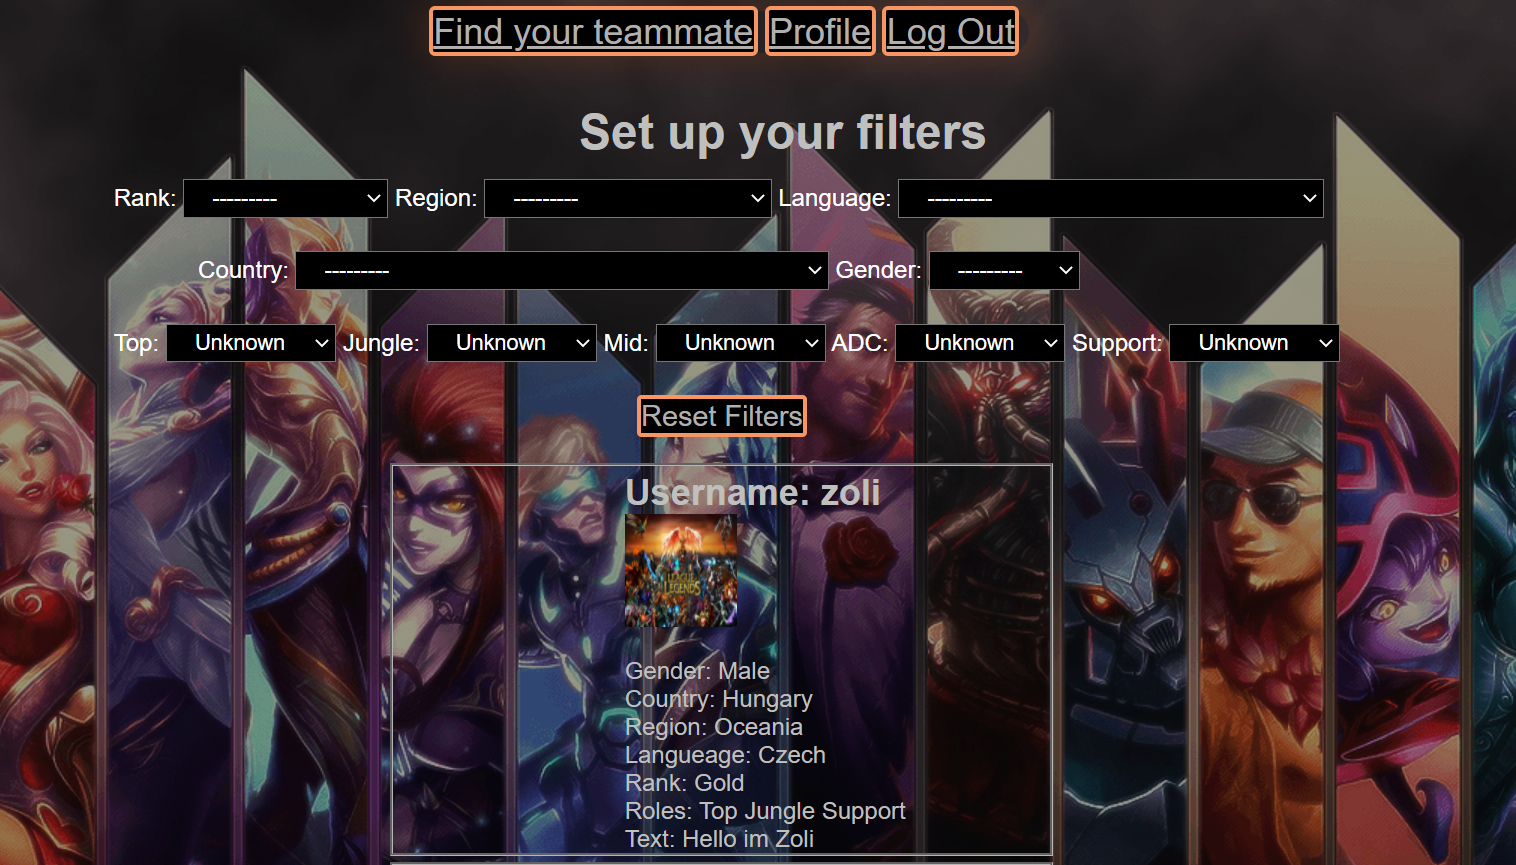 Find your teammate Profile Log Out
Set up your filters
Rank: --------- Region: --------- Language: ---------
Country: --------- Gender: ---------
Top: Unknown Jungle: Unknown Mid: Unknown ADC: Unknown Support: Unknown
Reset Filters
Username: zoli
LEAGUE
LEGENDS
Gender: Male
Country: Hungary
Region: Oceania
Langueage: Czech
Rank: Gold
Roles: Top Jungle Support
Text: Hello im Zoli